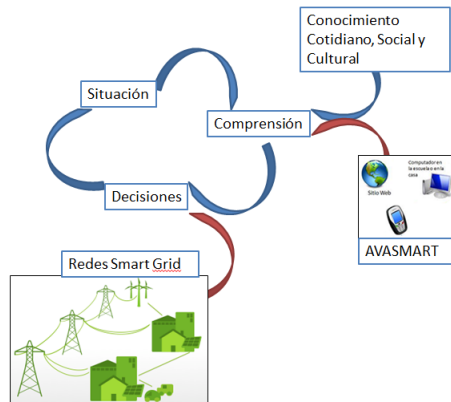 Conocimiento
Cotidiano, Social y
Cultural
Situación
Comprensión
Computador en
la escuela o en la
casa
Sitio Web
Decisiones
AVASMART
Redes Smart Grid